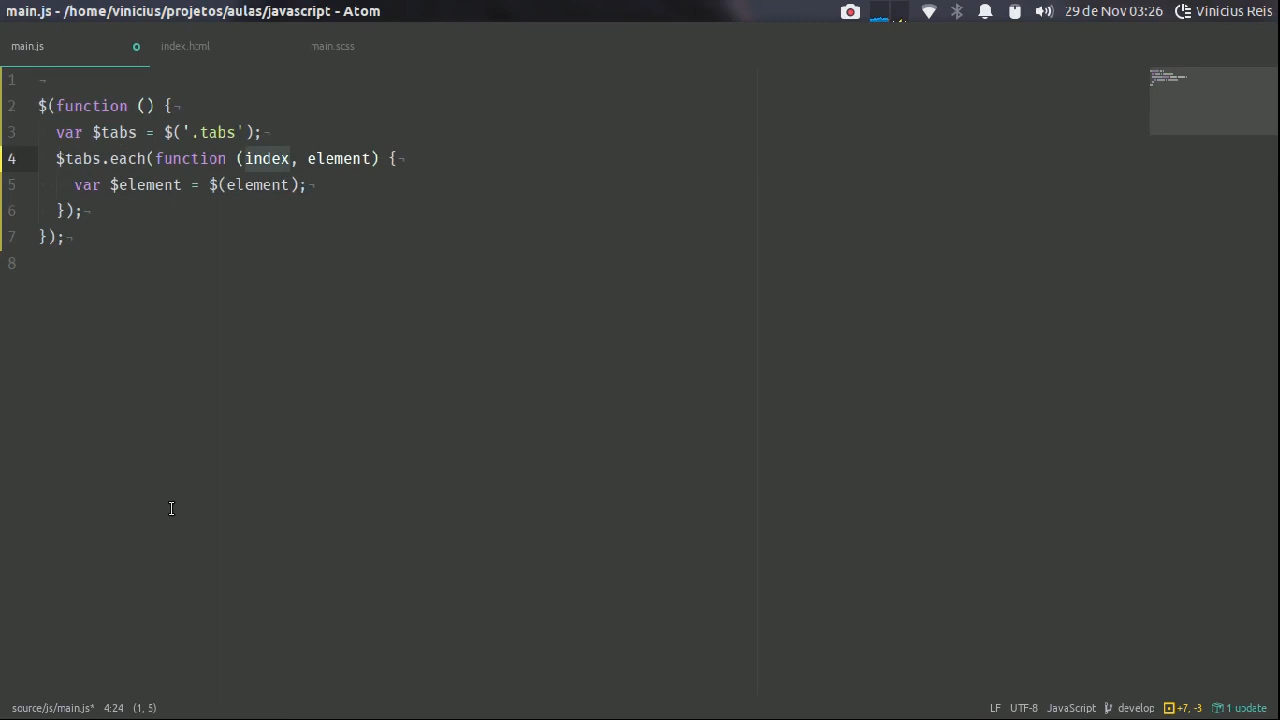 main.js - /home/vinicius/projetos/aulas/javascript - Atom
29 de Nov 03:26 Vinicius Reis
main.js index.html main.scss
1 ¬
2 $(function () {¬
3 var $tabs = $('.tabs');¬
4 $tabs.each(function (index, element) {¬
5 var $element = $(element);¬
6 });¬
7 });¬
8
source/js/main.js* 4:24 (1, 5) LF UTF-8 JavaScript develop +7, -3 1 update